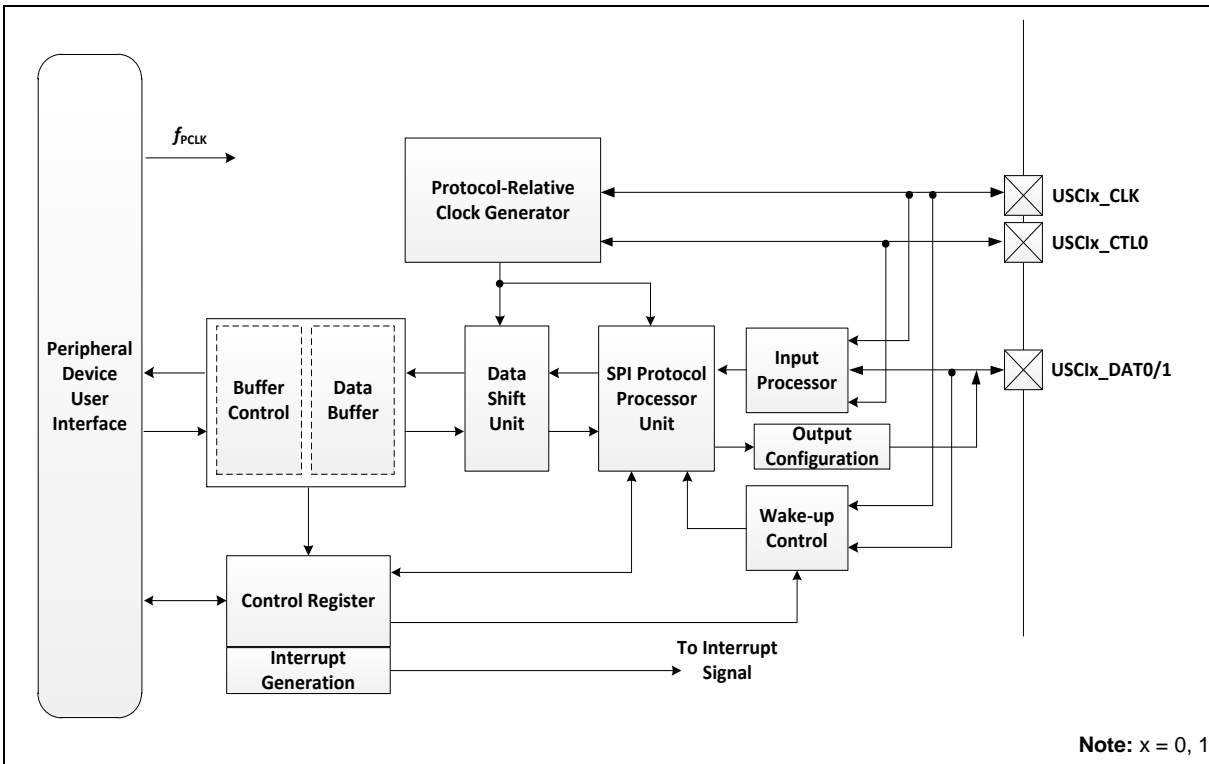 fPCLK
Protocol-Relative
Clock Generator
USCIx_CLK
USCIx_CTL0
Peripheral
Device
User
Interface
Buffer
Control
Data
Buffer
Data
Shift
Unit
SPI Protocol
Processor
Unit
Input
Processor
USCIx_DAT0/1
Output
Configuration
Wake-up
Control
Control Register
Interrupt
Generation
To Interrupt
Signal
Note: x = 0, 1